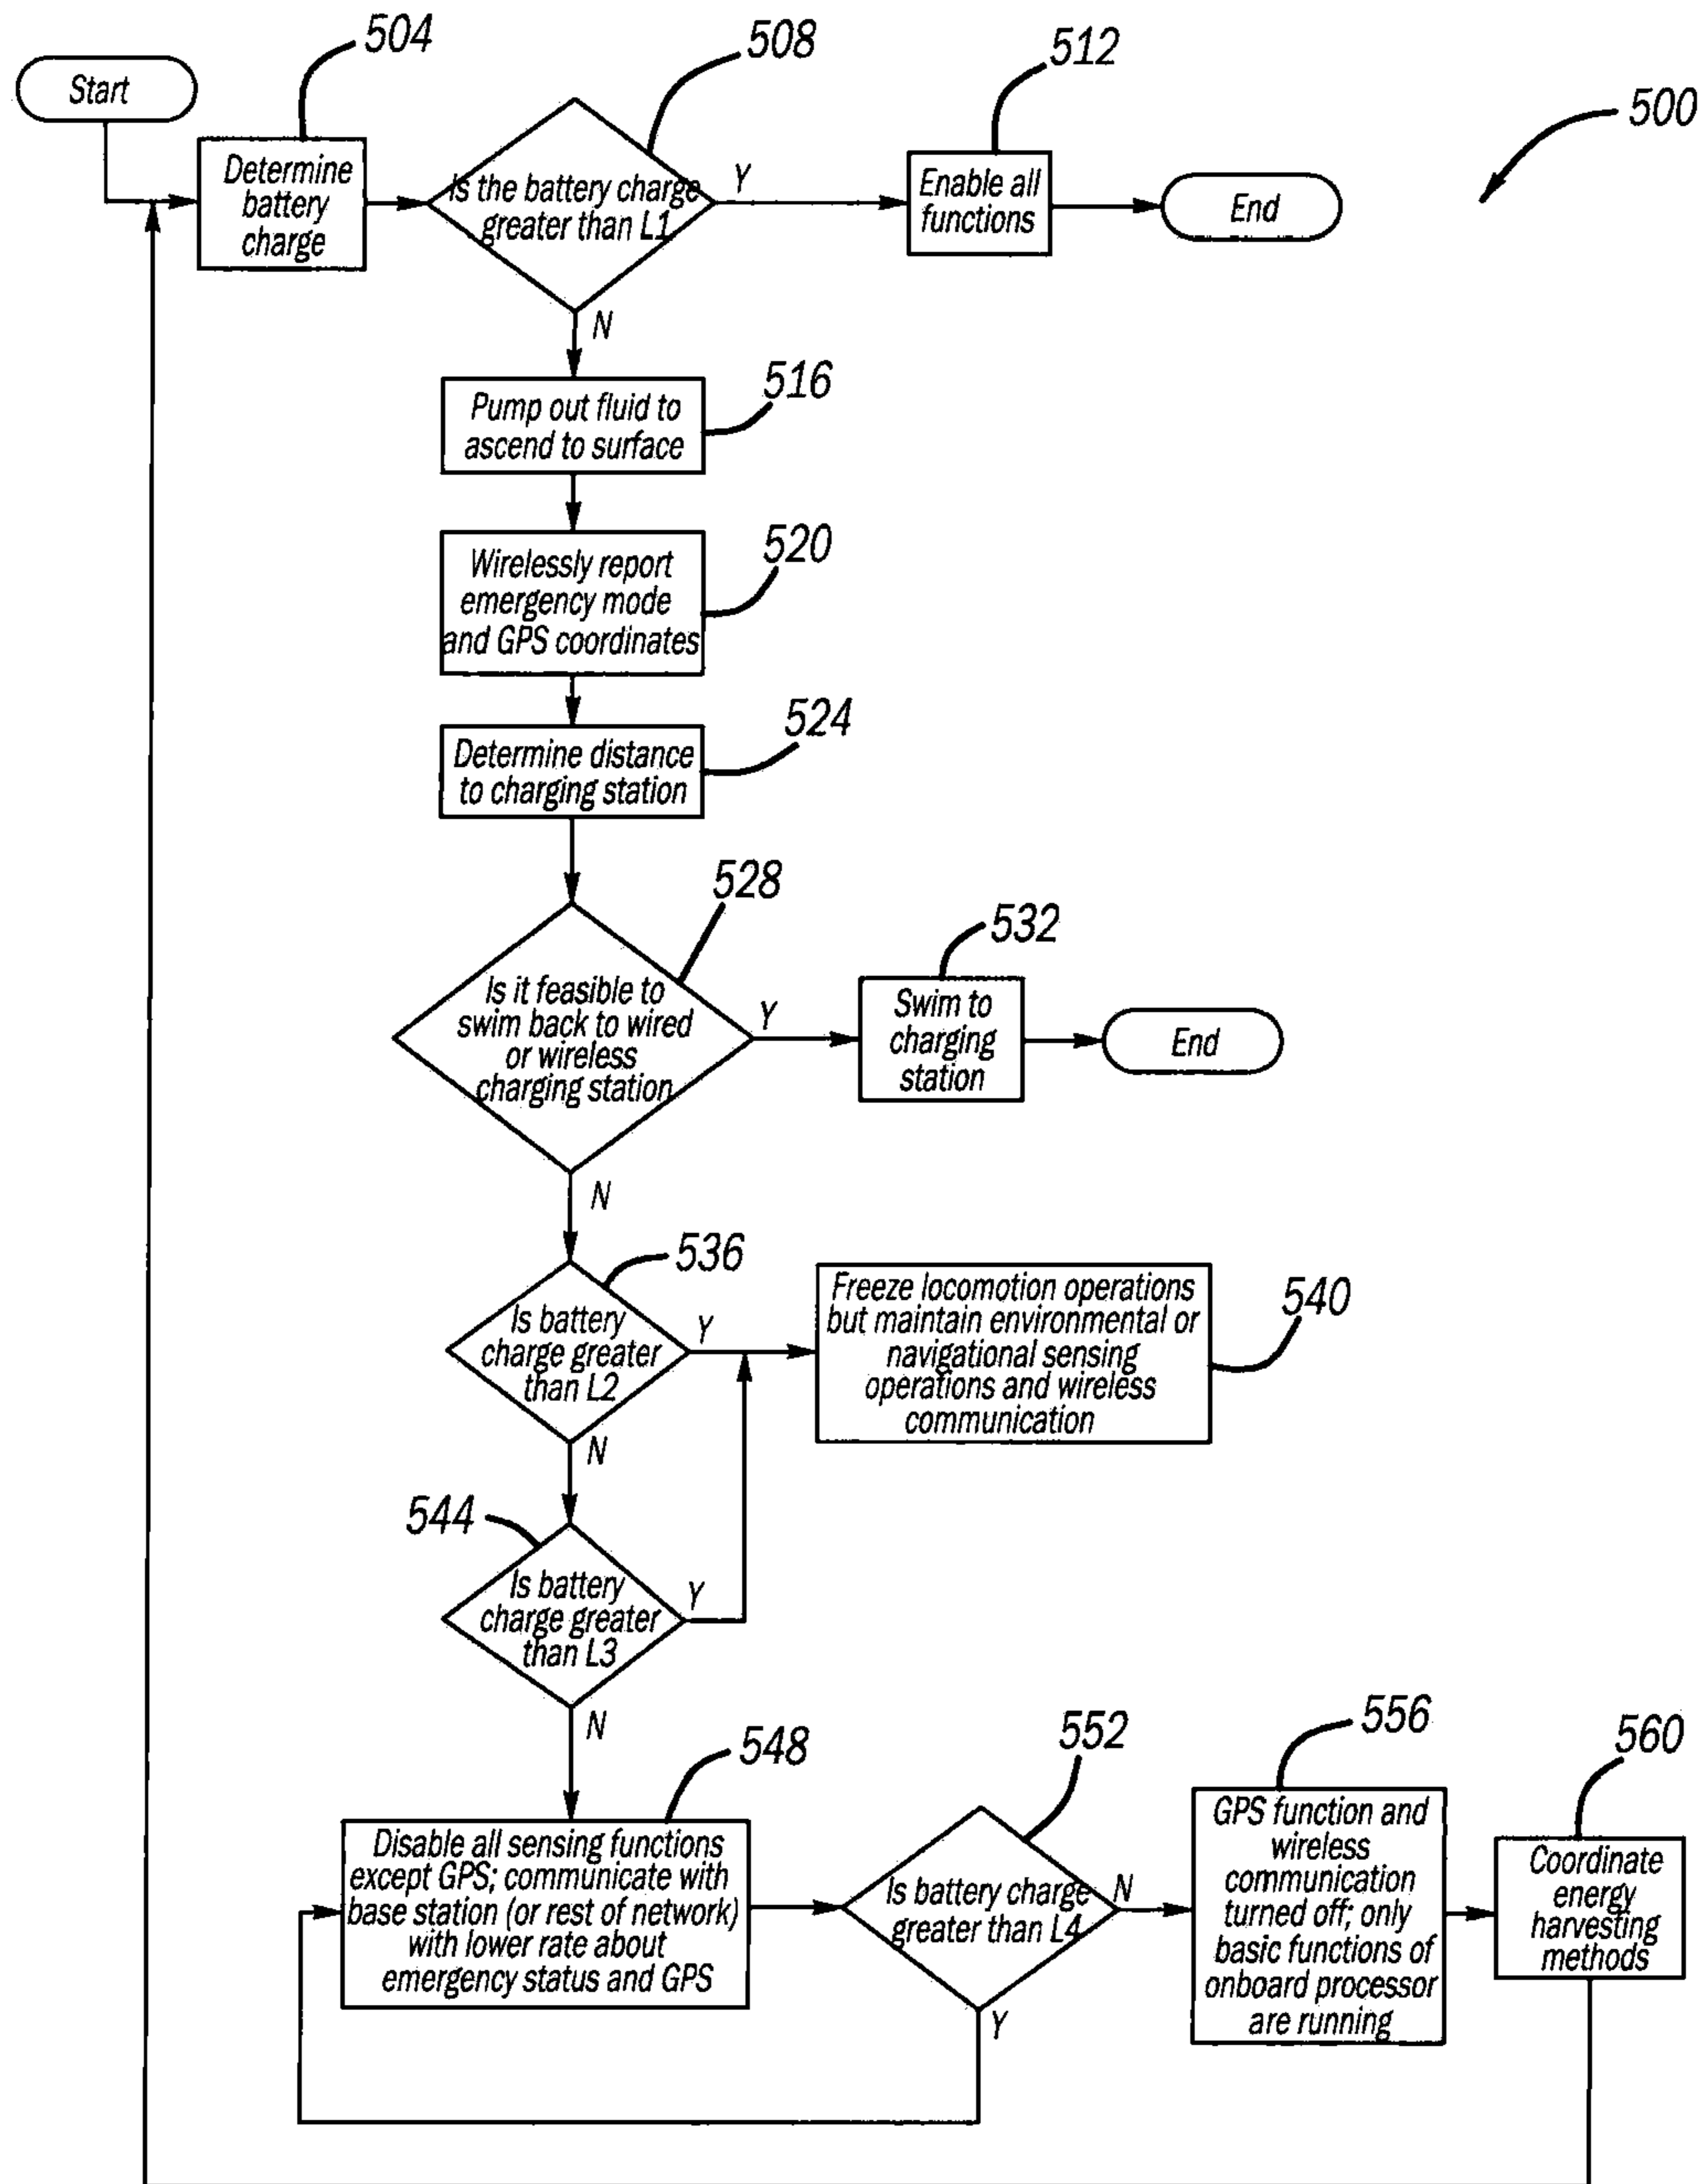 504
508
512
500
Start
Determine
battery
charge
Is the battery charge
greater than L1
Y
Enable all
functions
End
N
516
Pump out fluid to
ascend to surface
520
Wirelessly report
emergency mode
and GPS coordinates
524
Determine distance
to charging station
528
Is it feasible to
swim back to wired
or wireless
charging station
Y
532
Swim to
charging
station
End
N
536
Is battery
charge greater
than L2
Y
Freeze locomotion operations
but maintain environmental or
navigational sensing
operations and wireless
communication
540
N
544
Is battery
charge greater
than L3
Y
N
548
Disable all sensing functions
except GPS; communicate with
base station (or rest of network)
with lower rate about
emergency status and GPS
552
Is battery charge
greater than L4
N
Y
556
GPS function and
wireless
communication
turned off; only
basic functions of
onboard processor
are running
560
Coordinate
energy
harvesting
methods